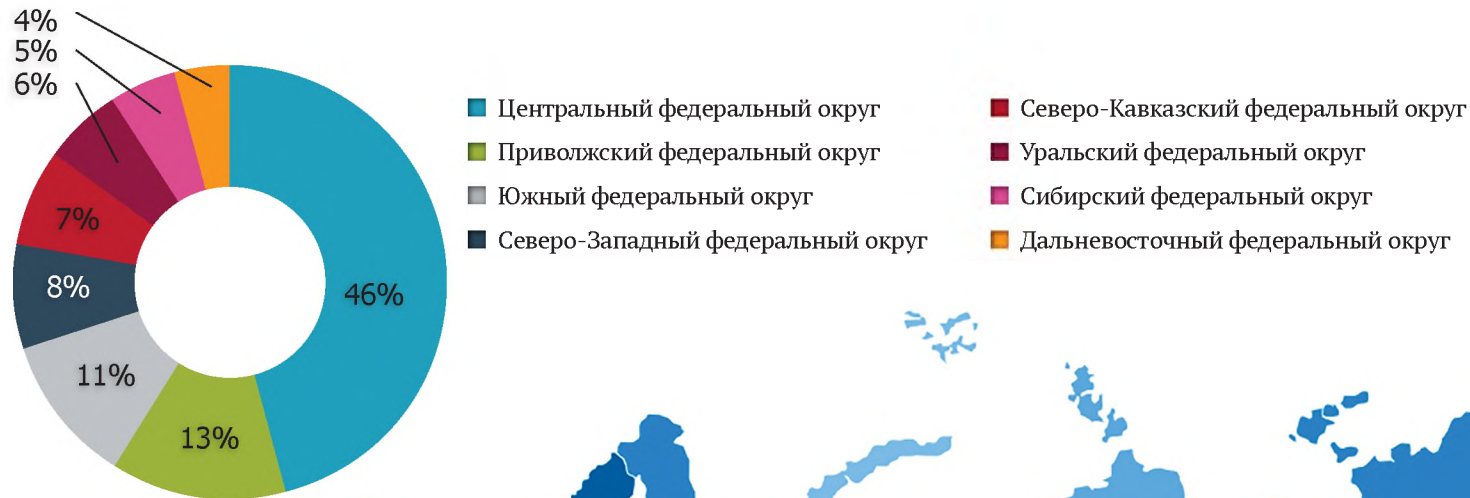 4%
5%
6%
7%
8%
11%
13%
46%
Центральный федеральный округ
Приволжский федеральный округ
Южный федеральный округ
Северо-Западный федеральный округ
Северо-Кавказский федеральный округ
Уральский федеральный округ
Сибирский федеральный округ
Дальневосточный федеральный округ